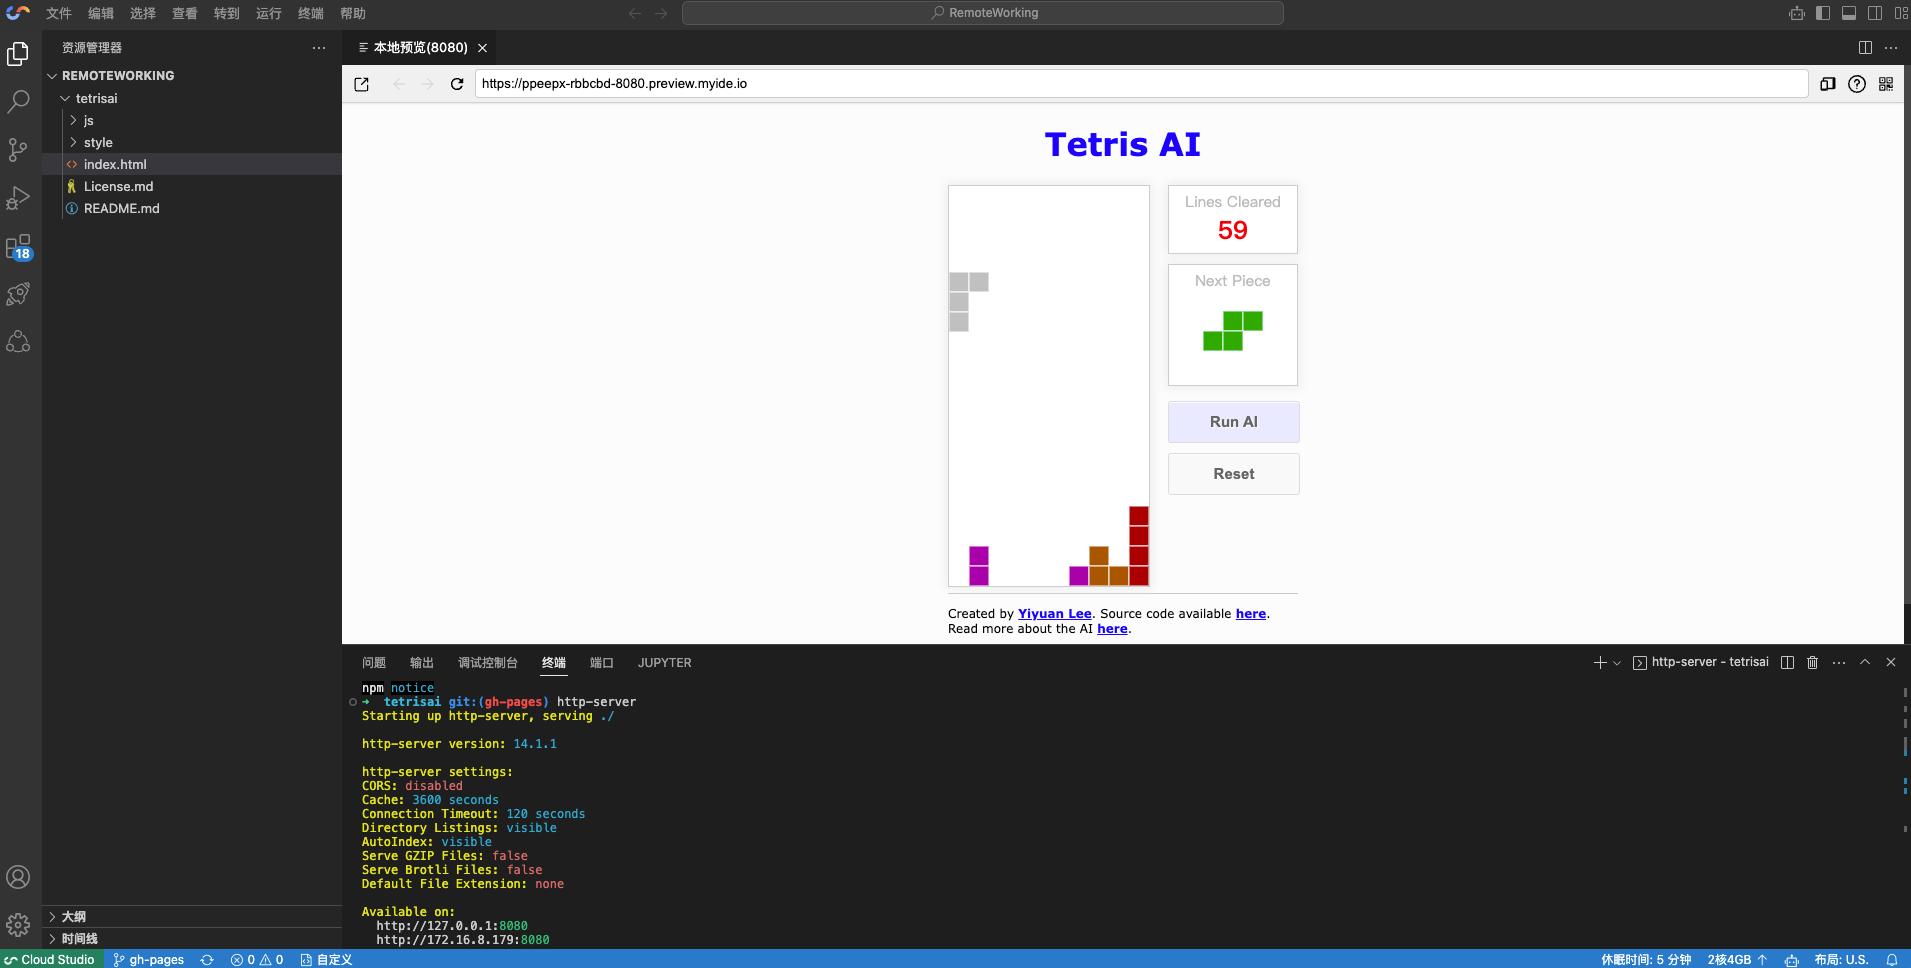 文件 编辑 选择 查看 转到 运行 终端 帮助
RemoteWorking
资源管理器
本地预览(8080)
REMOTEWORKING
tetrisai
js
style
index.html
License.md
README.md
18
大纲
时间线
https://ppeepx-rbbcbd-8080.preview.myide.io
Tetris AI
Lines Cleared
59
Next Piece
Run AI
Reset
Created by Yiyuan Lee. Source code available here.
Read more about the AI here.
问题 输出 调试控制台 终端 端口 JUPYTER
http-server - tetrisai
npm notice
➜ tetrisai git:(gh-pages) http-server
Starting up http-server, serving ./
http-server version: 14.1.1
http-server settings:
CORS: disabled
Cache: 3600 seconds
Connection Timeout: 120 seconds
Directory Listings: visible
AutoIndex: visible
Serve GZIP Files: false
Serve Brotli Files: false
Default File Extension: none
Available on:
http://127.0.0.1:8080
http://172.16.8.179:8080
Cloud Studio gh-pages 0 0 自定义 休眠时间: 5 分钟 2核4GB 布局: U.S.